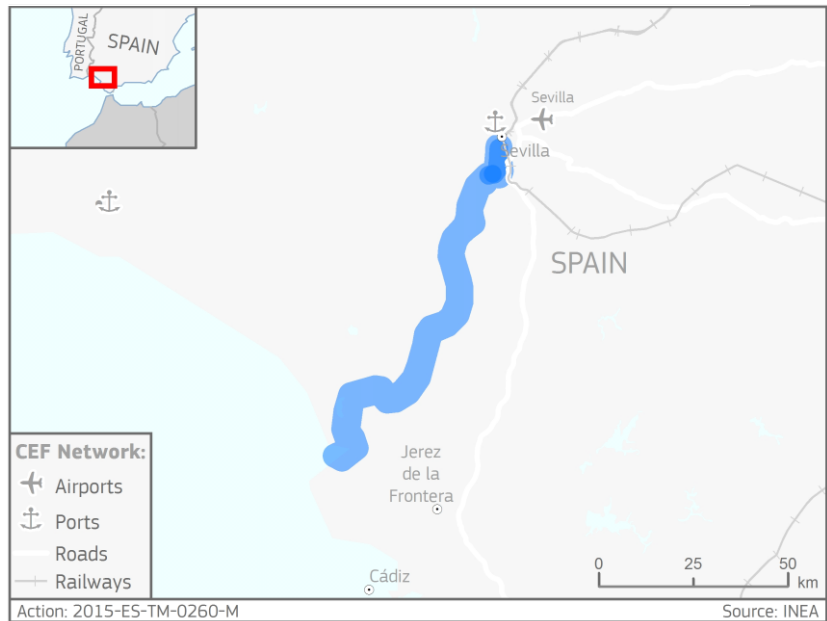 PORTUGAL
SPAIN
Sevilla
Sevilla
SPAIN
Jerez
de la
Frontera
Cádiz
CEF Network:
Airports
Ports
Roads
Railways
0 25 50
km
Action: 2015-ES-TM-0260-M
Source: INEA